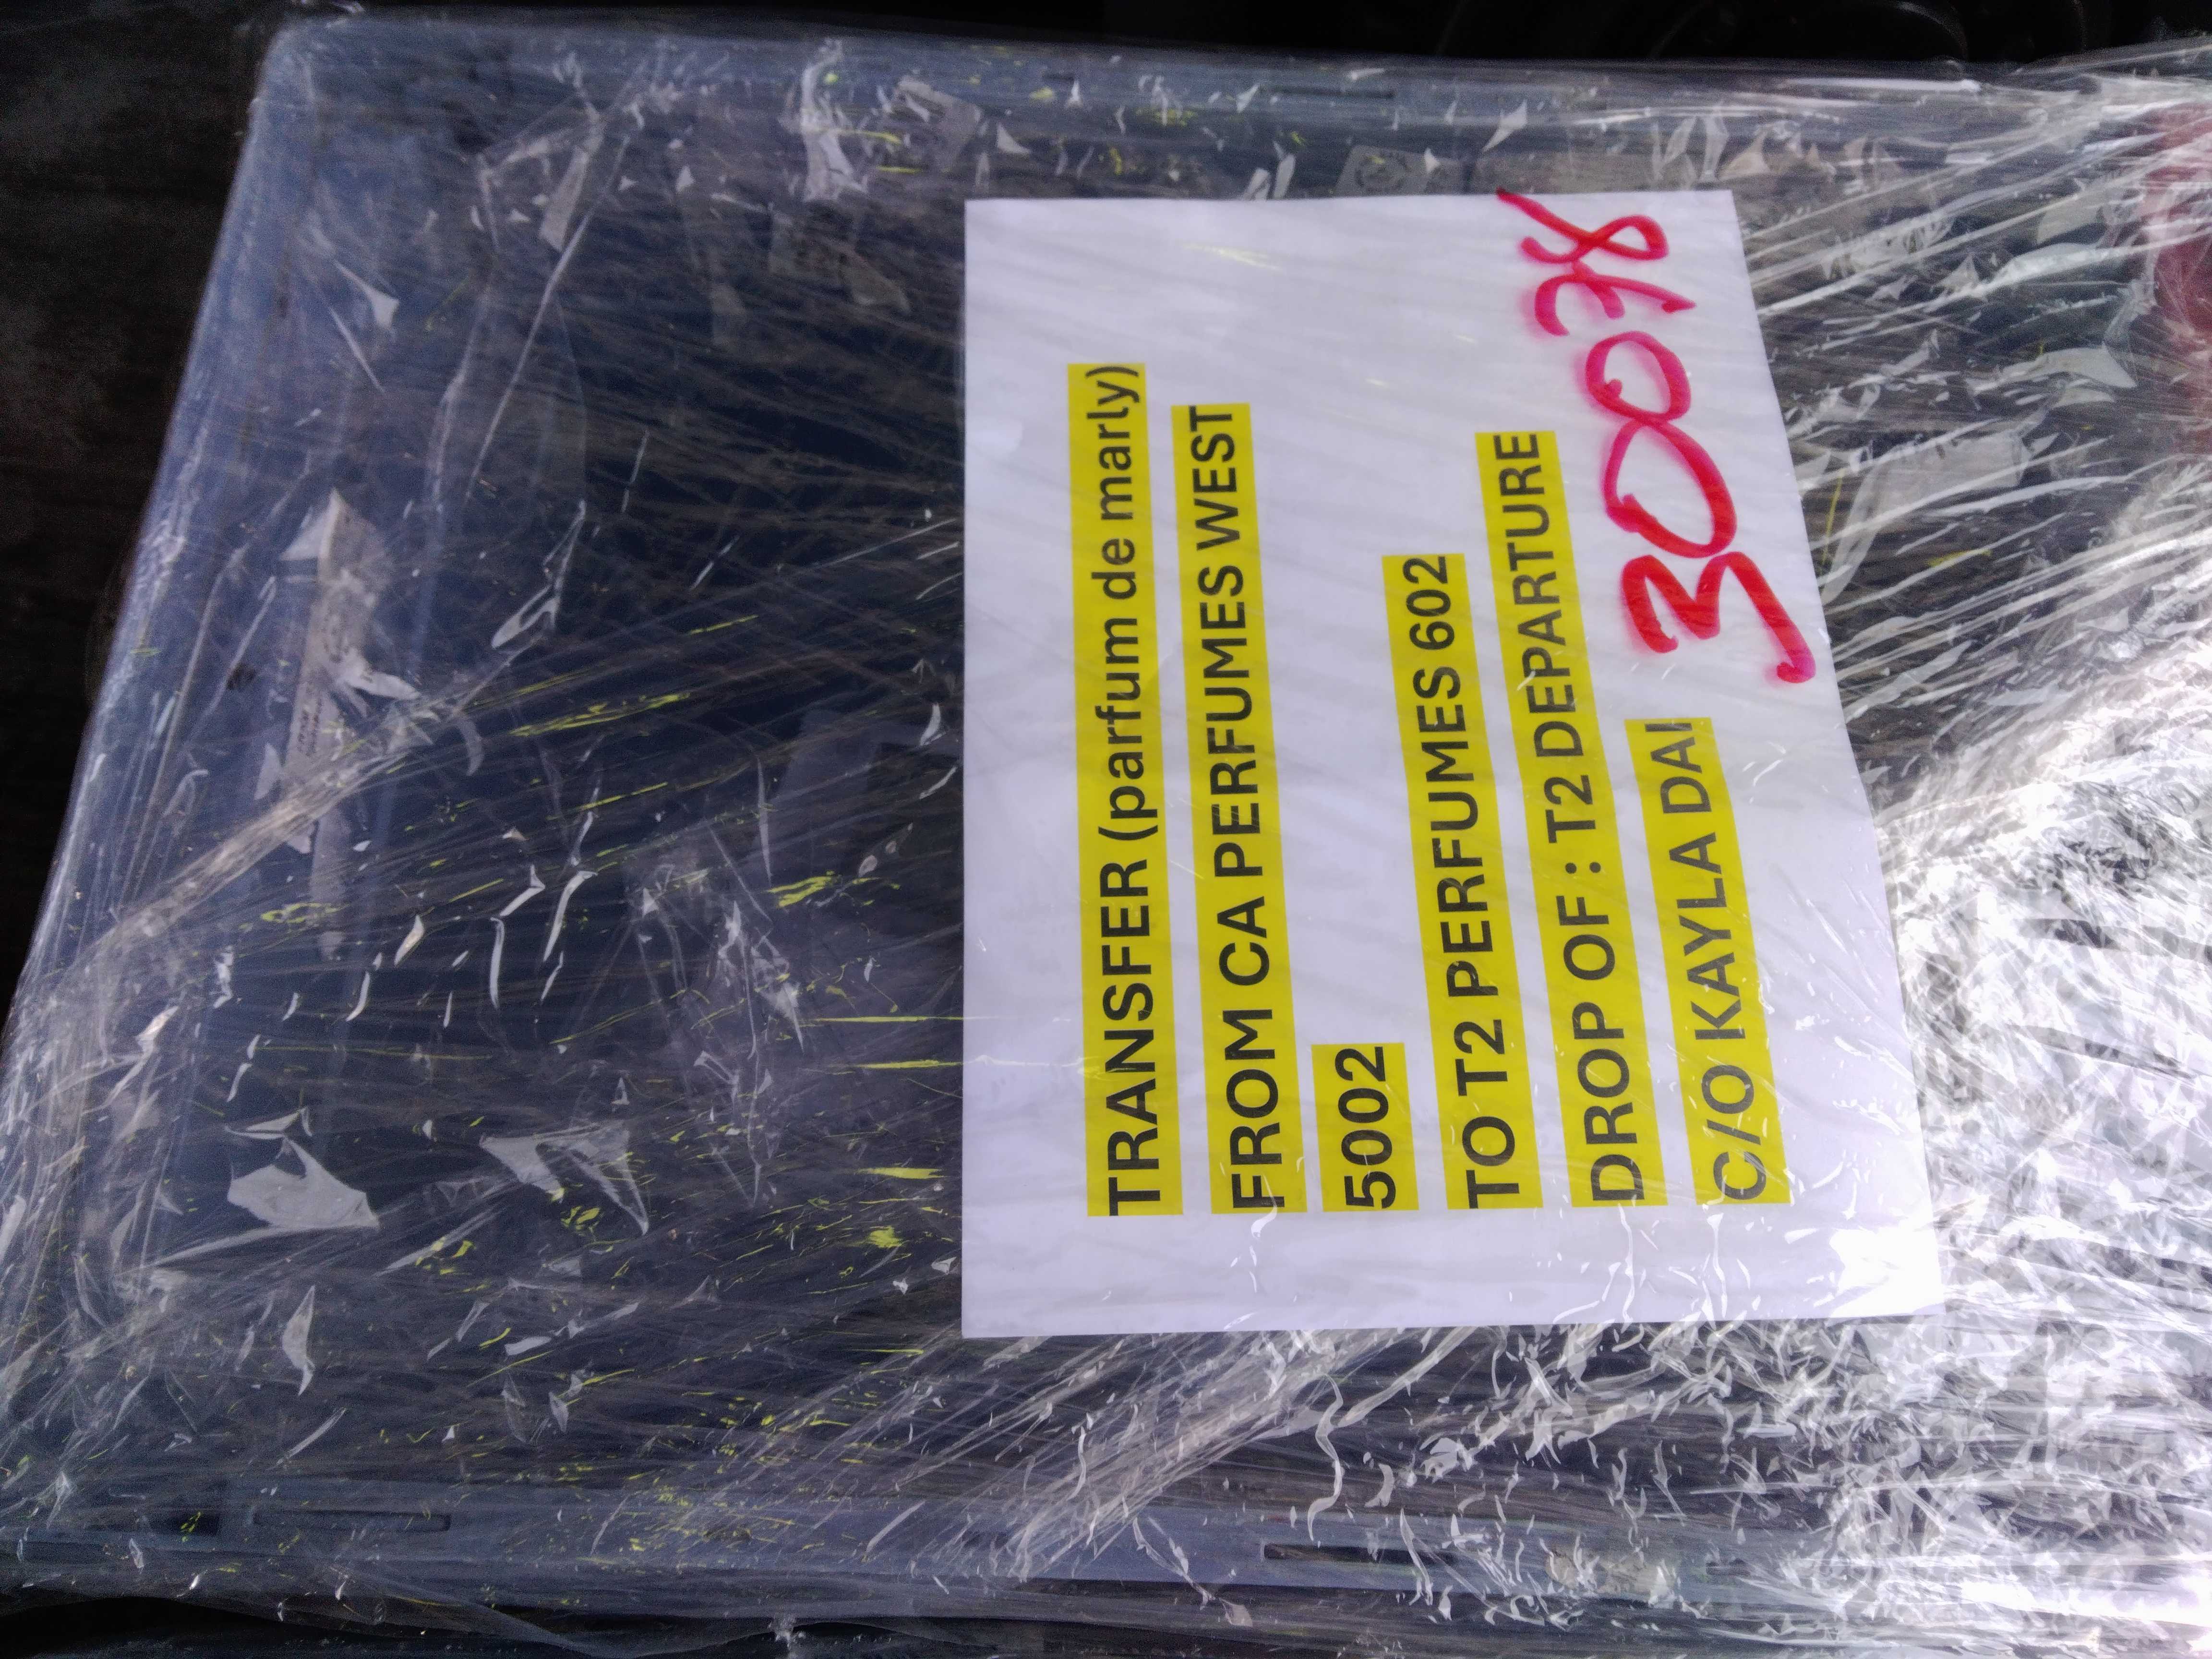 TRANSFER (parfum de marly)
FROM CA PERFUMES WEST
5002
TO T2 PERFUMES 602
DROP OF : T2 DEPARTURE
C/O KAYLA DAI
30078